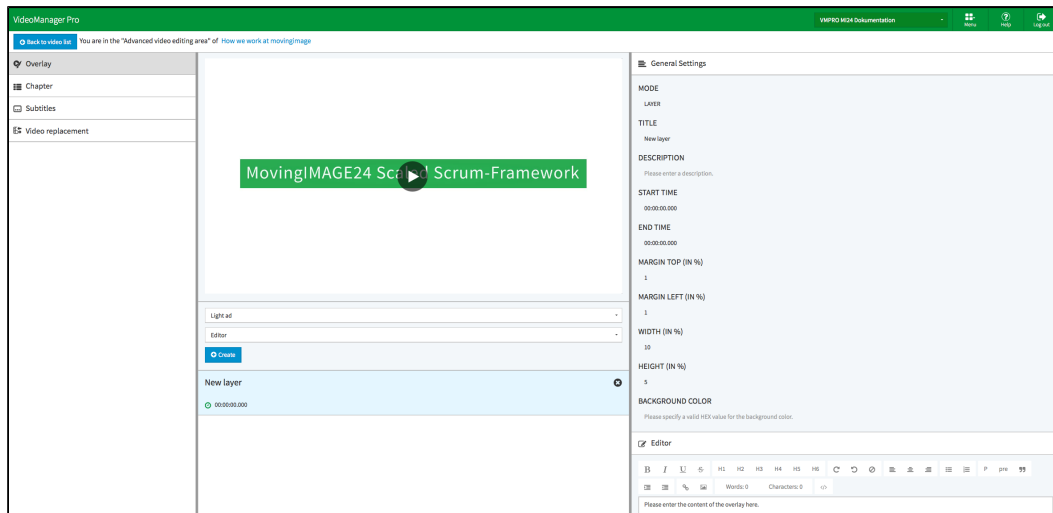 VideoManager Pro
VMPRO MI24 Dokumentation
Menu
Help
Log out
Back to video list
You are in the "Advanced video editing area" of How we work at movingimage
Overlay
Chapter
Subtitles
Video replacement
MovingIMAGE24 Scaled Scrum-Framework
Light ad
Editor
Create
New layer
00:00:00.000
General Settings
MODE
LAYER
TITLE
New layer
DESCRIPTION
Please enter a description.
START TIME
00:00:00.000
END TIME
00:00:00.000
MARGIN TOP (IN %)
1
MARGIN LEFT (IN %)
1
WIDTH (IN %)
10
HEIGHT (IN %)
5
BACKGROUND COLOR
Please specify a valid HEX value for the background color.
Editor
B I U S H1 H2 H3 H4 H5 H6 P pre
Words: 0 Characters: 0 </>
Please enter the content of the overlay here.